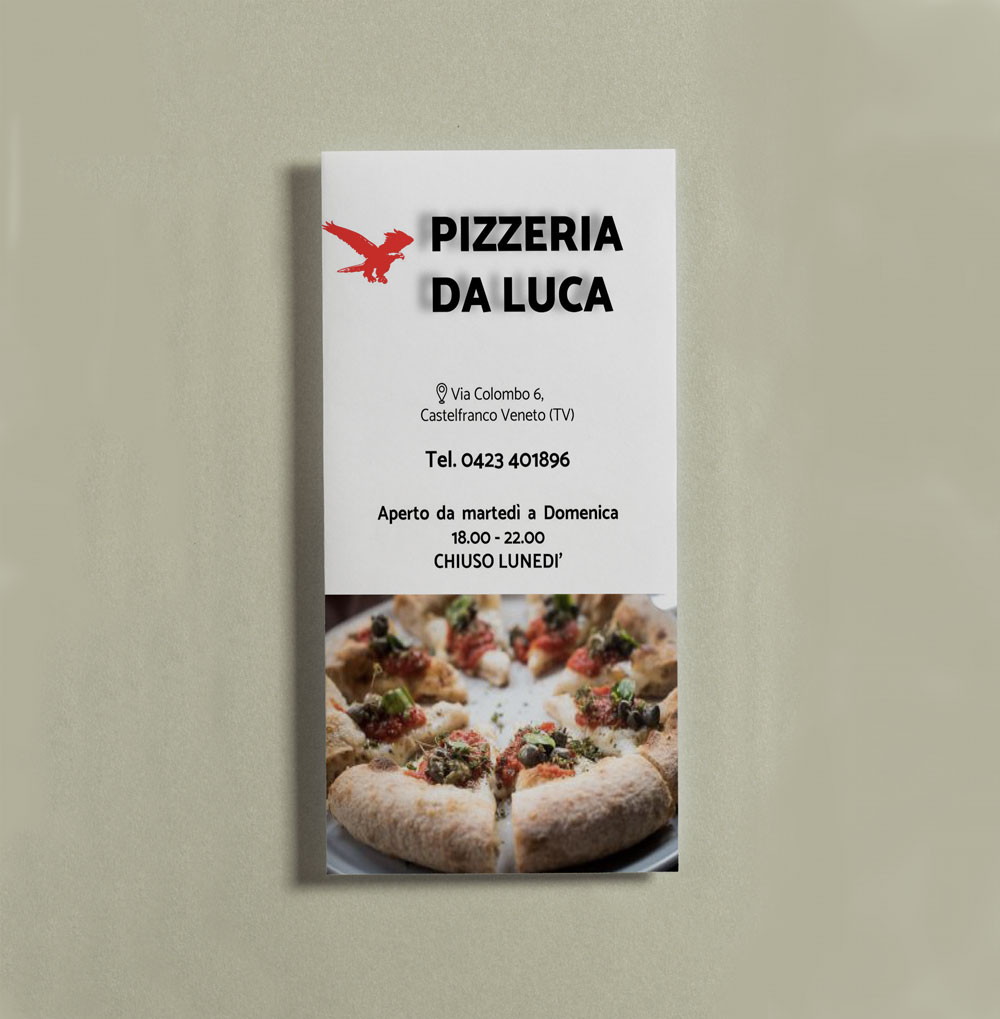 PIZZERIA
DA LUCA
Via Colombo 6,
Castelfranco Veneto (TV)
Tel. 0423 401896
Aperto da martedì a Domenica
18.00 - 22.00
CHIUSO LUNEDI’